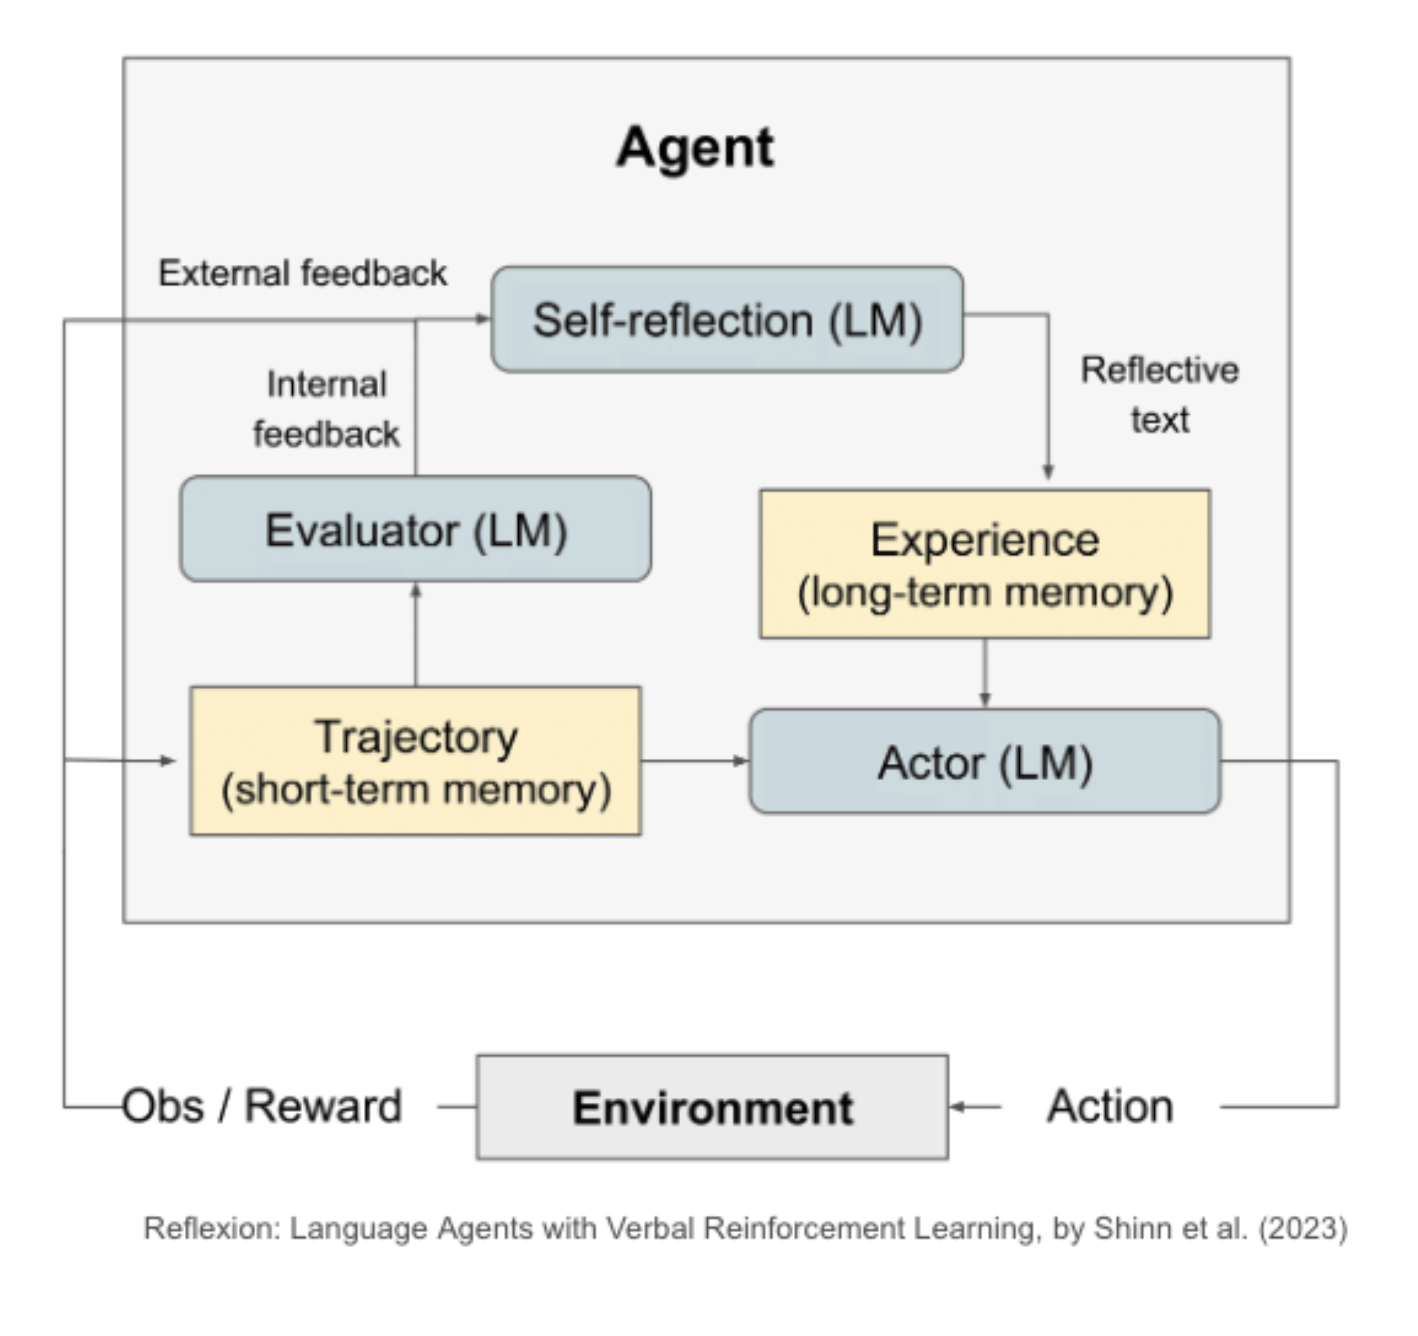 Agent
External feedback
Self-reflection (LM)
Internal
feedback
Reflective
text
Evaluator (LM)
Experience
(long-term memory)
Trajectory
(short-term memory)
Actor (LM)
Obs / Reward
Environment
Action
Reflexion: Language Agents with Verbal Reinforcement Learning, by Shinn et al. (2023)